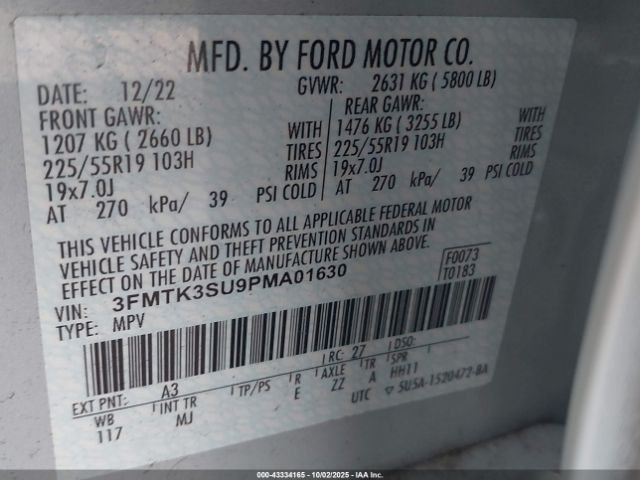 MFD. BY FORD MOTOR CO.
DATE: 12/22 GVWR: 2631 KG ( 5800 LB)
FRONT GAWR: REAR GAWR:
1207 KG ( 2660 LB) WITH 1476 KG ( 3255 LB) WITH
225/55R19 103H TIRES 225/55R19 103H TIRES
19x7.0J RIMS 19x7.0J RIMS
AT 270 kPa/ 39 PSI COLD AT 270 kPa/ 39 PSI COLD
THIS VEHICLE CONFORMS TO ALL APPLICABLE FEDERAL MOTOR
VEHICLE SAFETY AND THEFT PREVENTION STANDARDS IN
EFFECT ON THE DATE OF MANUFACTURE SHOWN ABOVE.
VIN: 3FMTK3SU9PMA01630 F0073
TYPE: MPV T0183
RC: 27 DSO:
EXT PNT: A3 TP/PS R AXLE TR SPR
WB INT TR E ZZ A HH11
117 MJ UTC ▽ 5U5A-1520472-BA
000-43334165 10/02/2025 IAAI.com